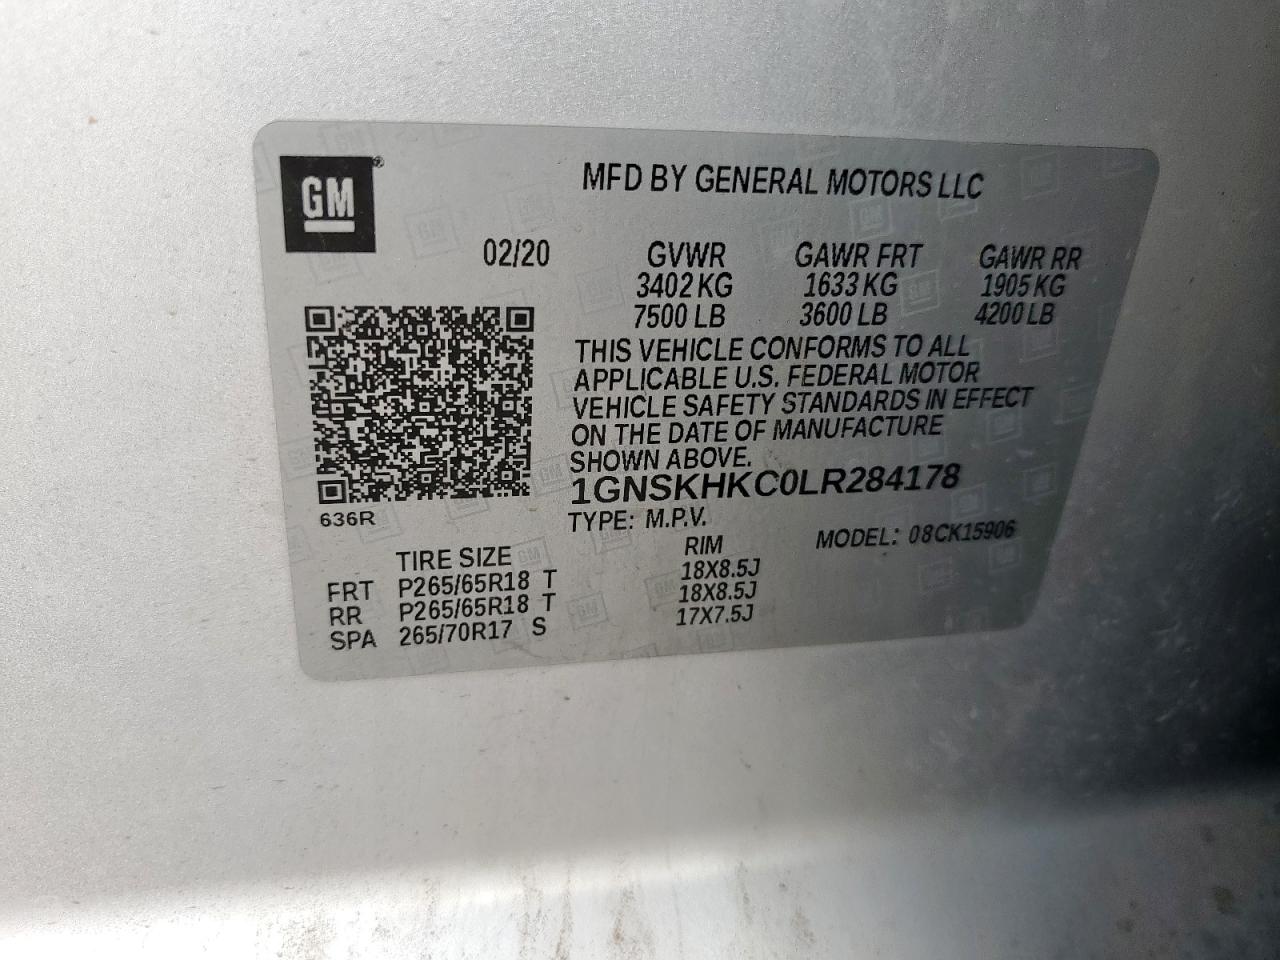 GM®
MFD BY GENERAL MOTORS LLC
02/20 GVWR GAWR FRT GAWR RR
3402 KG 1633 KG 1905 KG
7500 LB 3600 LB 4200 LB
THIS VEHICLE CONFORMS TO ALL
APPLICABLE U.S. FEDERAL MOTOR
VEHICLE SAFETY STANDARDS IN EFFECT
ON THE DATE OF MANUFACTURE
SHOWN ABOVE.
1GNSKHKC0LR284178
636R
TYPE: M.P.V. MODEL: 08CK15906
TIRE SIZE RIM
FRT P265/65R18 T 18X8.5J
RR P265/65R18 T 18X8.5J
SPA 265/70R17 S 17X7.5J